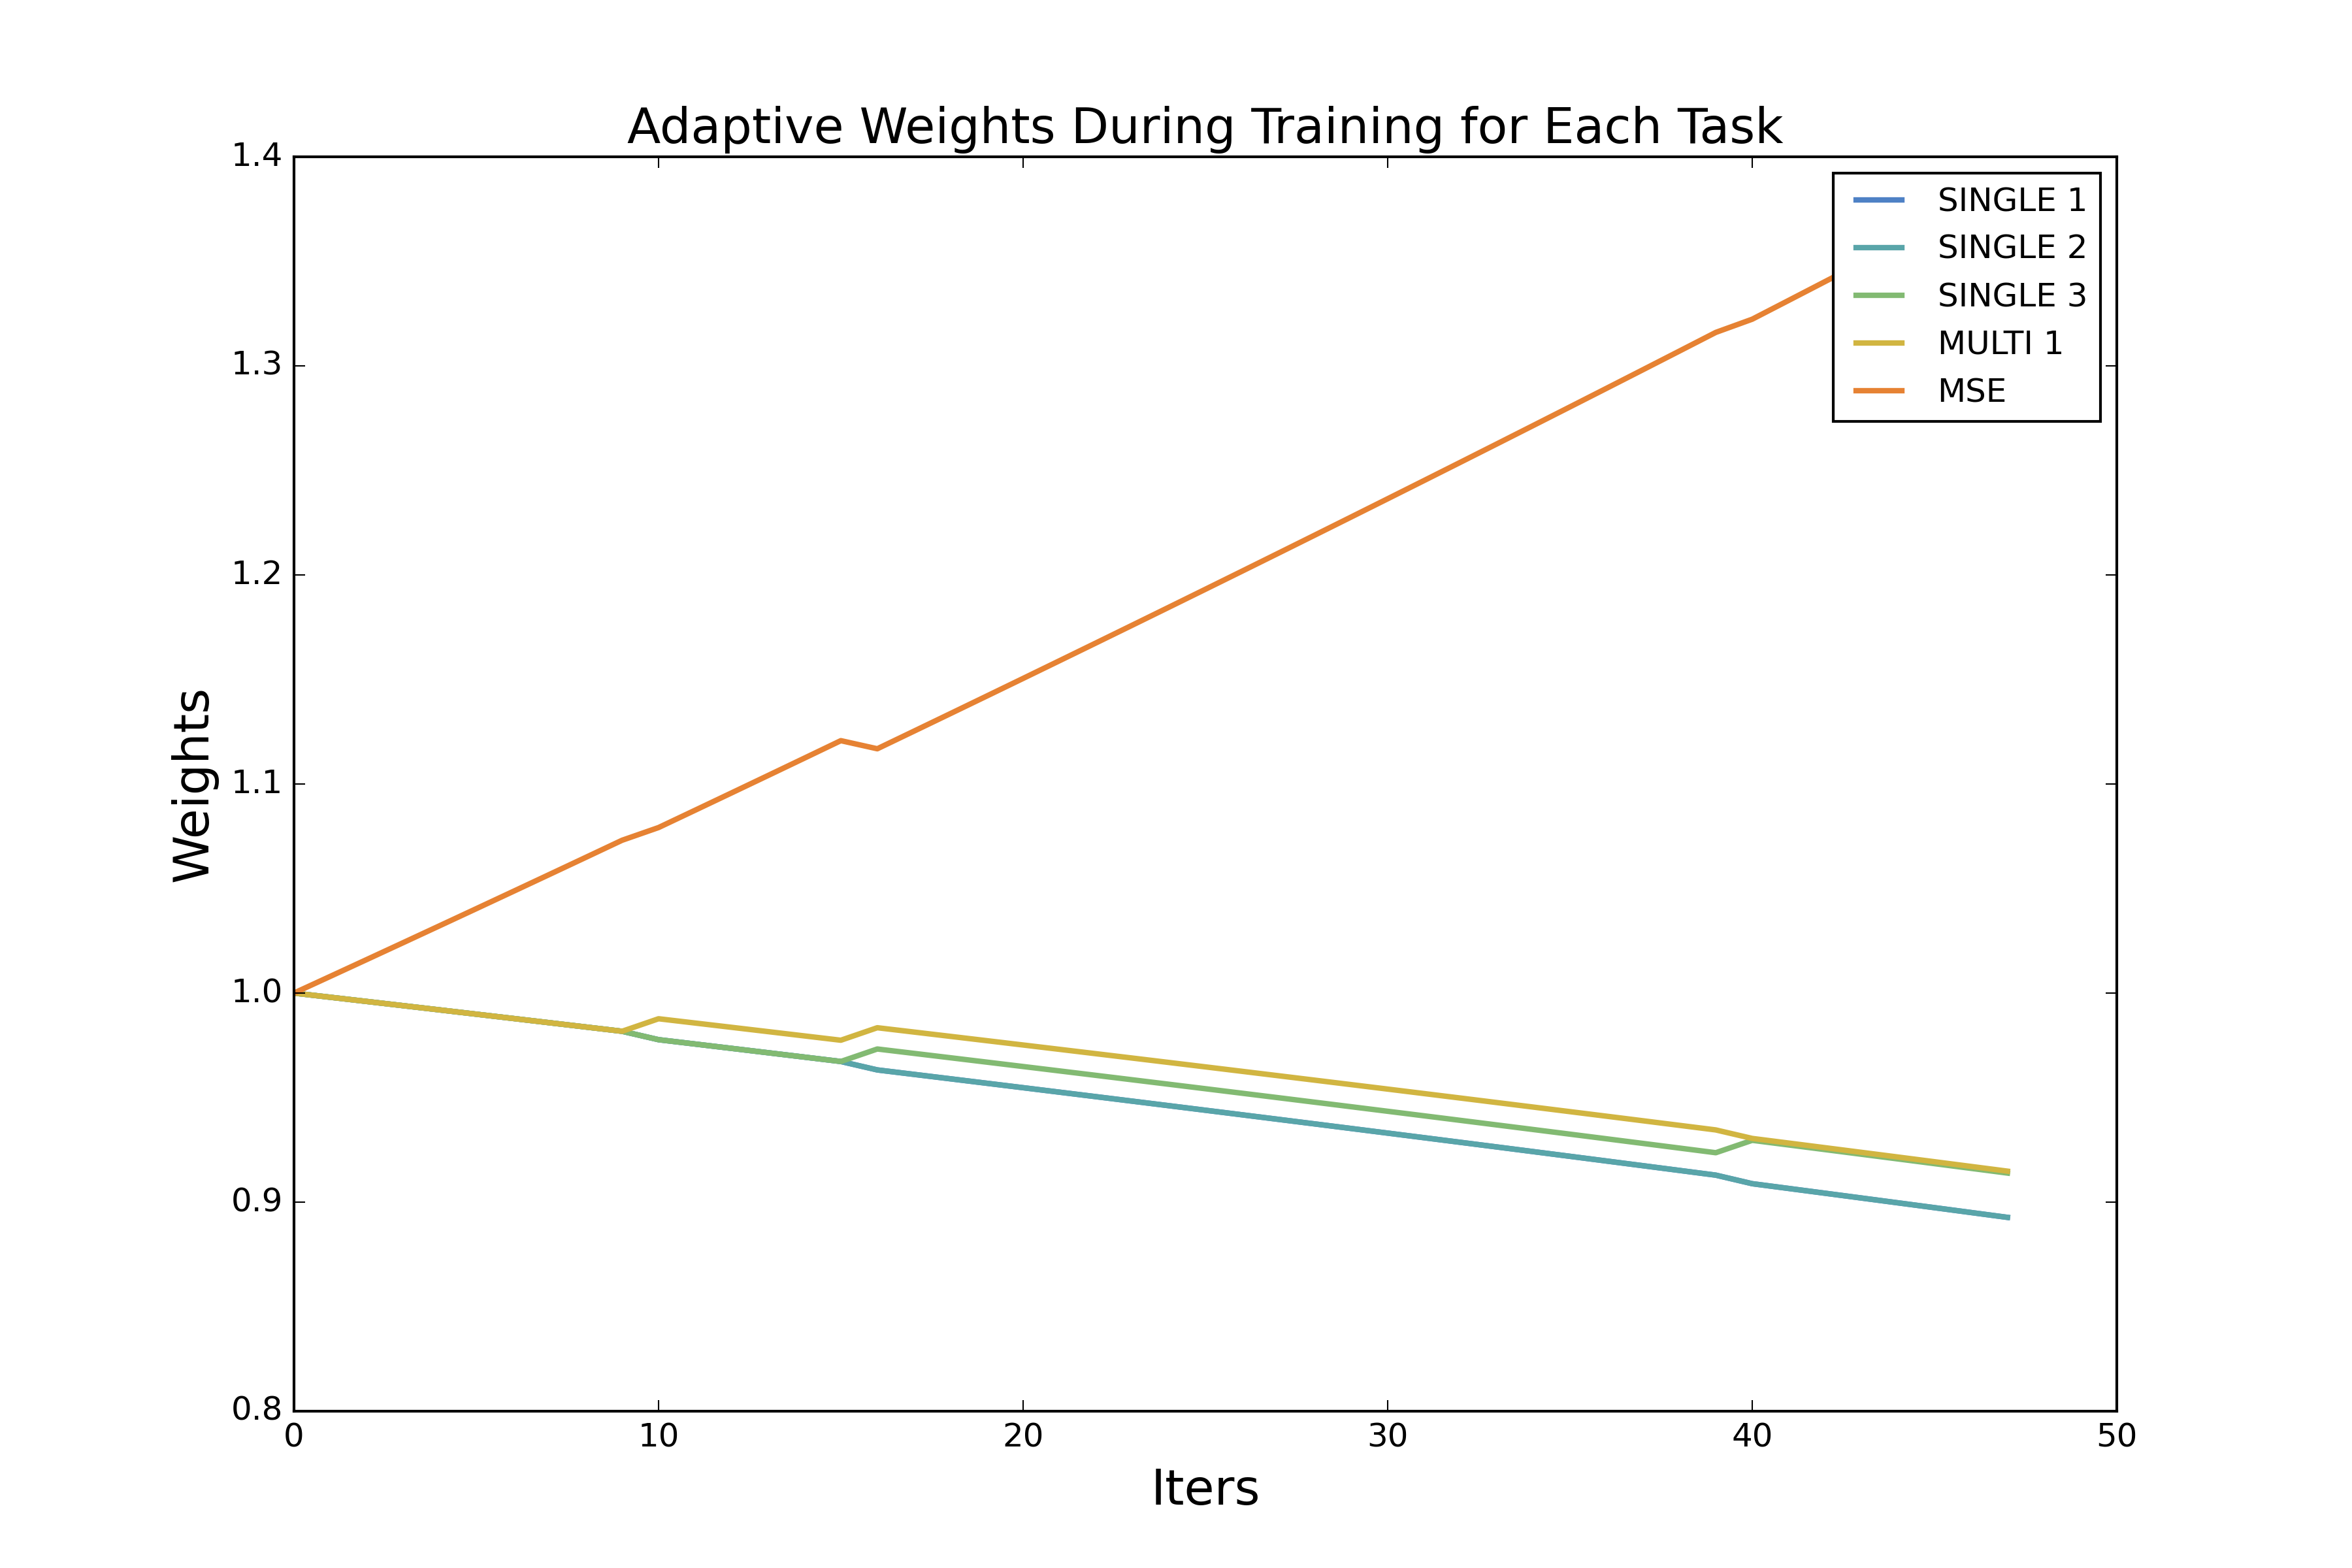 Adaptive Weights During Training for Each Task
1.4
1.3
1.2
1.1
1.0
0.9
0.8
Weights
SINGLE 1
SINGLE 2
SINGLE 3
MULTI 1
MSE
0 10 20 30 40 50
Iters